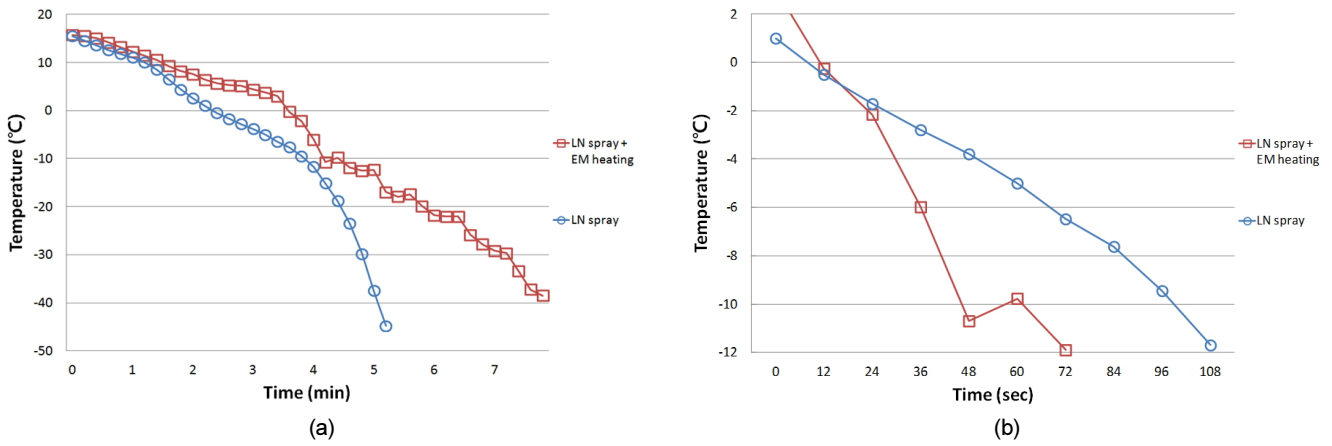 20
10
0
-10
-20
-30
-40
-50
Temperature (℃)
0 1 2 3 4 5 6 7
Time (min)
LN spray +
EM heating
LN spray
(a)
2
0
-2
-4
-6
-8
-10
-12
Temperature (℃)
0 12 24 36 48 60 72 84 96 108
Time (sec)
LN spray +
EM heating
LN spray
(b)